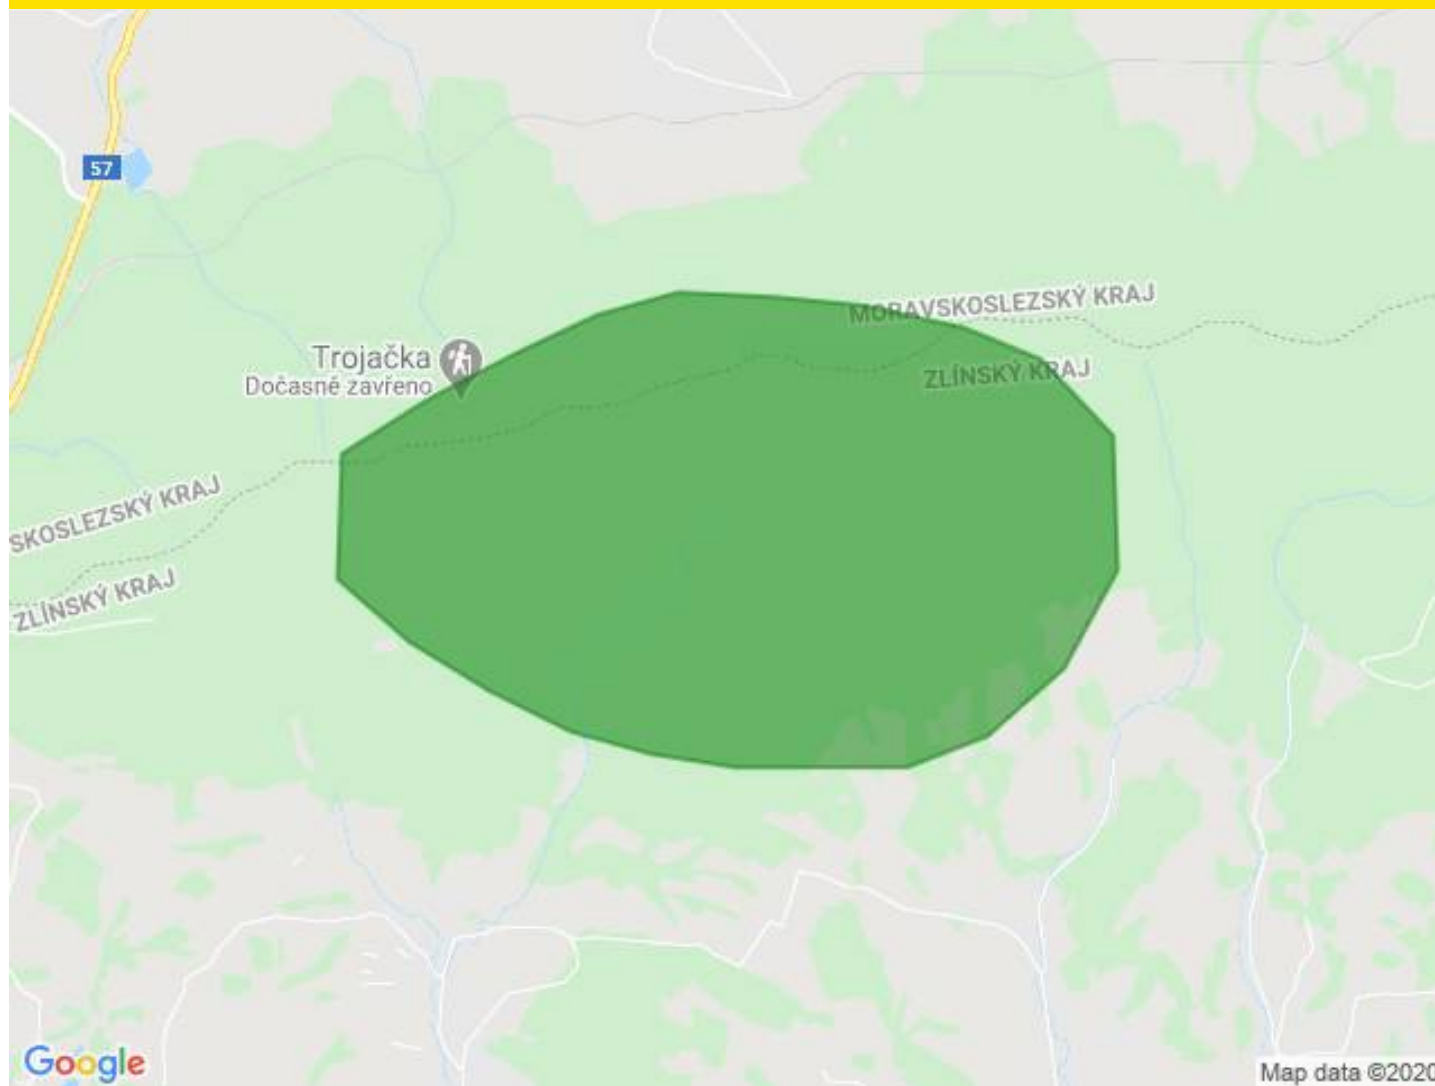 57
MORAVSKOSLEZSKÝ KRAJ
Trojačka
Dočasně zavřeno
ZLÍNSKÝ KRAJ
SKOSLEZSKÝ KRAJ
ZLÍNSKÝ KRAJ
Google
Map data ©2020